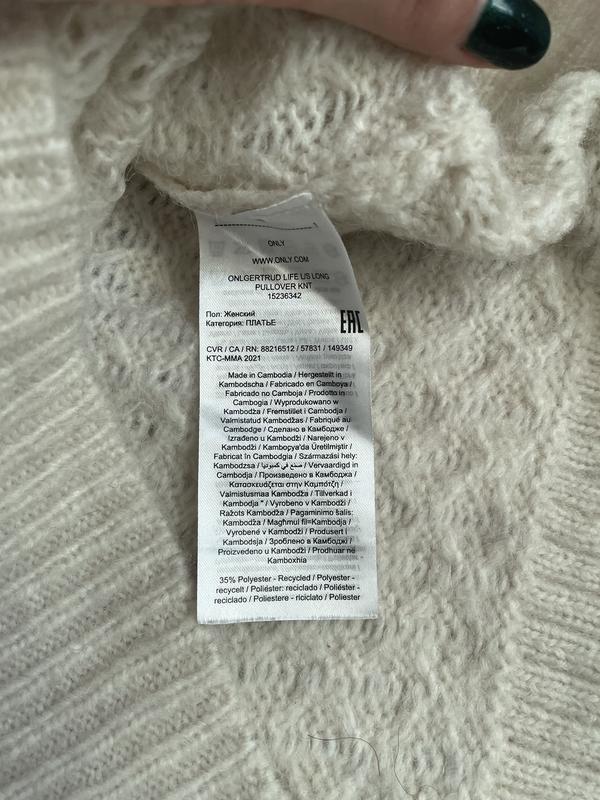 ONLY
WWW.ONLY.COM
ONLGERTRUD LIFE L/S LONG
PULLOVER KNT
15236342
Пол: Женский
Категория: ПЛАТЬЕ
EAC
CVR / CA / RN: 88216512 / 57831 / 149349
KTC-MMA 2021
Made in Cambodia / Hergestellt in
Kambodscha / Fabricado en Camboya /
Fabricado no Camboja / Prodotto in
Cambogia / Wyprodukowano w
Kambodża / Fremstillet i Cambodja /
Valmistatud Kambodžas / Fabriqué au
Cambodge / Сделано в Камбодже /
Izrađeno u Kambodži / Narejeno v
Kambodži / Kamboçya'da Üretilmiştir /
Fabricat în Cambodgia / Származási hely:
Kambodzsa / صنع في كمبوديا / Vervaardigd in
Cambodja / Произведено в Камбоджа /
Κατασκευάζεται στην Καμπότζη /
Valmistusmaa Kambodža / Tillverkad i
Kambodja " / Vyrobeno v Kambodži /
Ražots Kambodža / Pagaminimo šalis:
Kambodža / Magħmul fil=Kambodja /
Vyrobené v Kambodži / Produsert i
Kambodsja / Зроблено в Камбоджі /
Proizvedeno u Kambodži / Prodhuar në
Kamboxhia
35% Polyester - Recycled / Polyester -
recycelt / Poliéster: reciclado / Poliéster -
reciclado / Poliestere - riciclato / Poliester